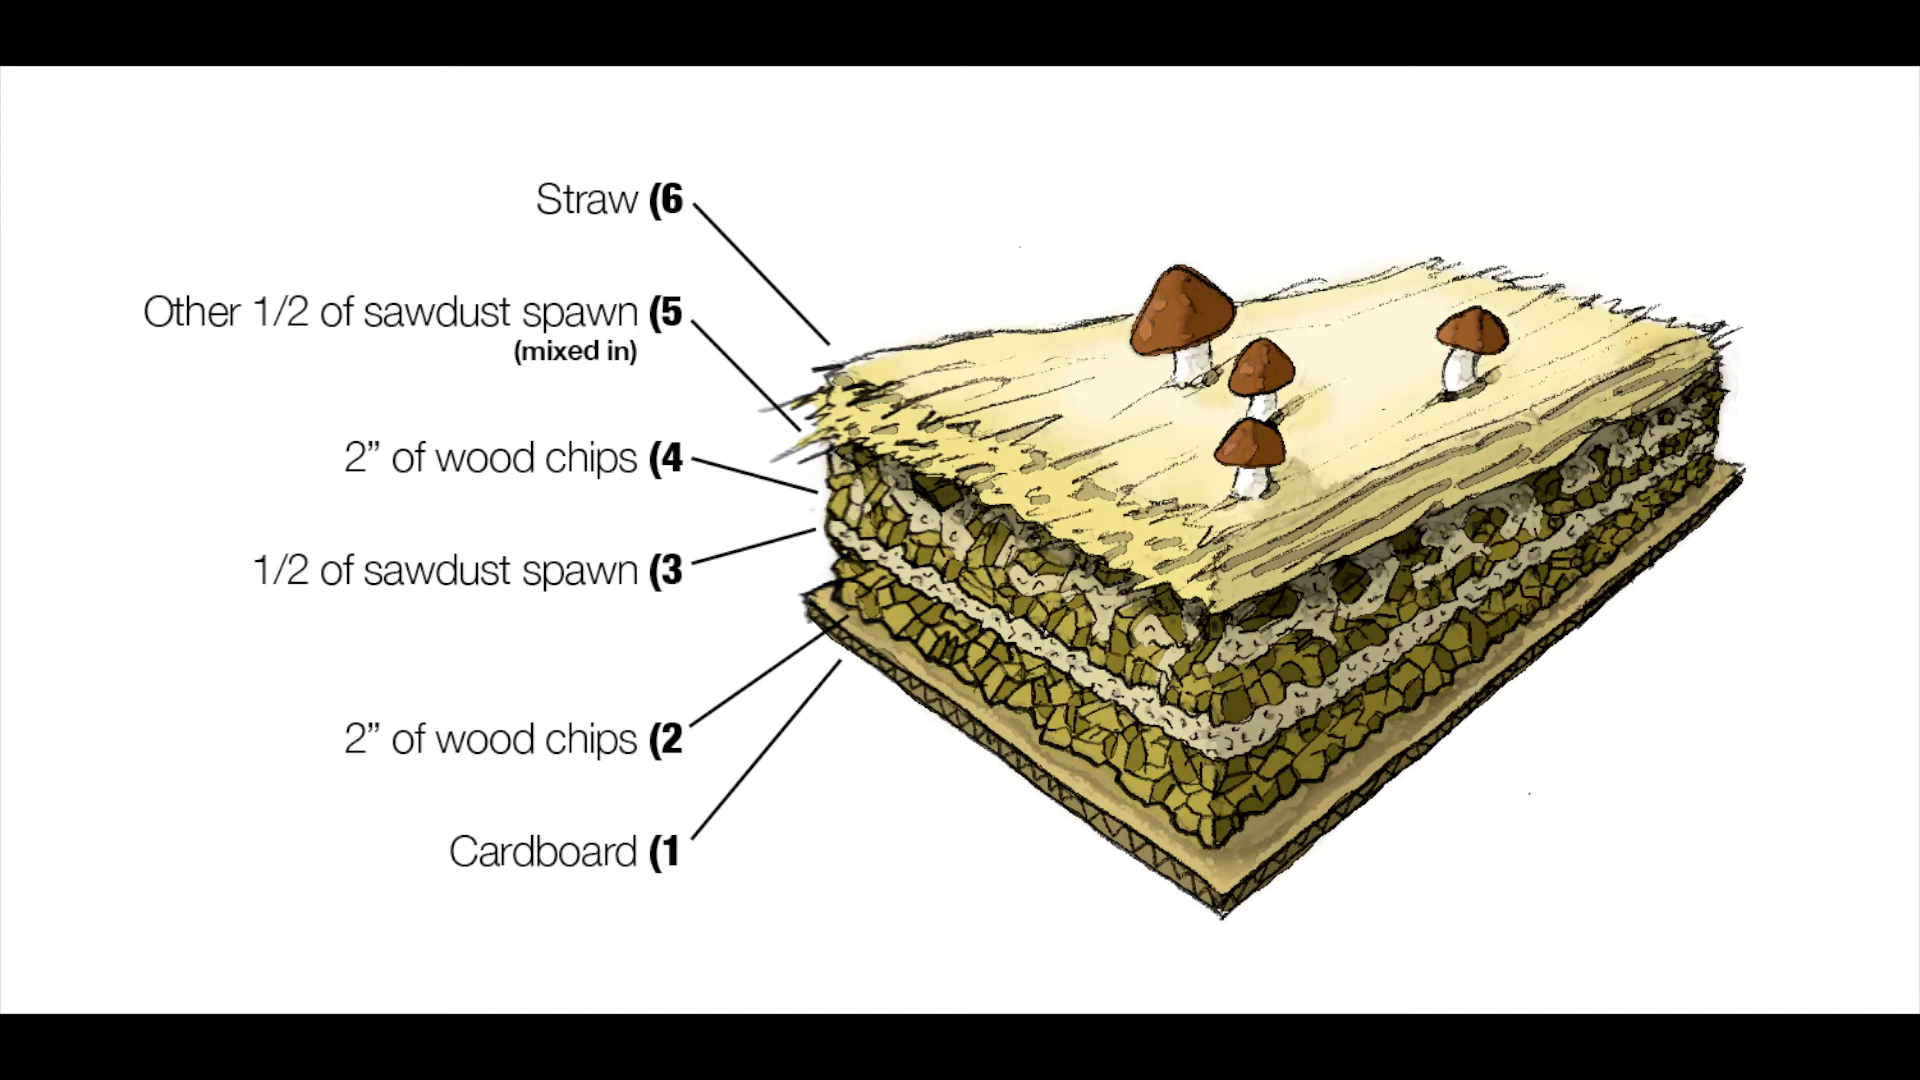 Straw (6
Other 1/2 of sawdust spawn (5
(mixed in)
2” of wood chips (4
1/2 of sawdust spawn (3
2” of wood chips (2
Cardboard (1